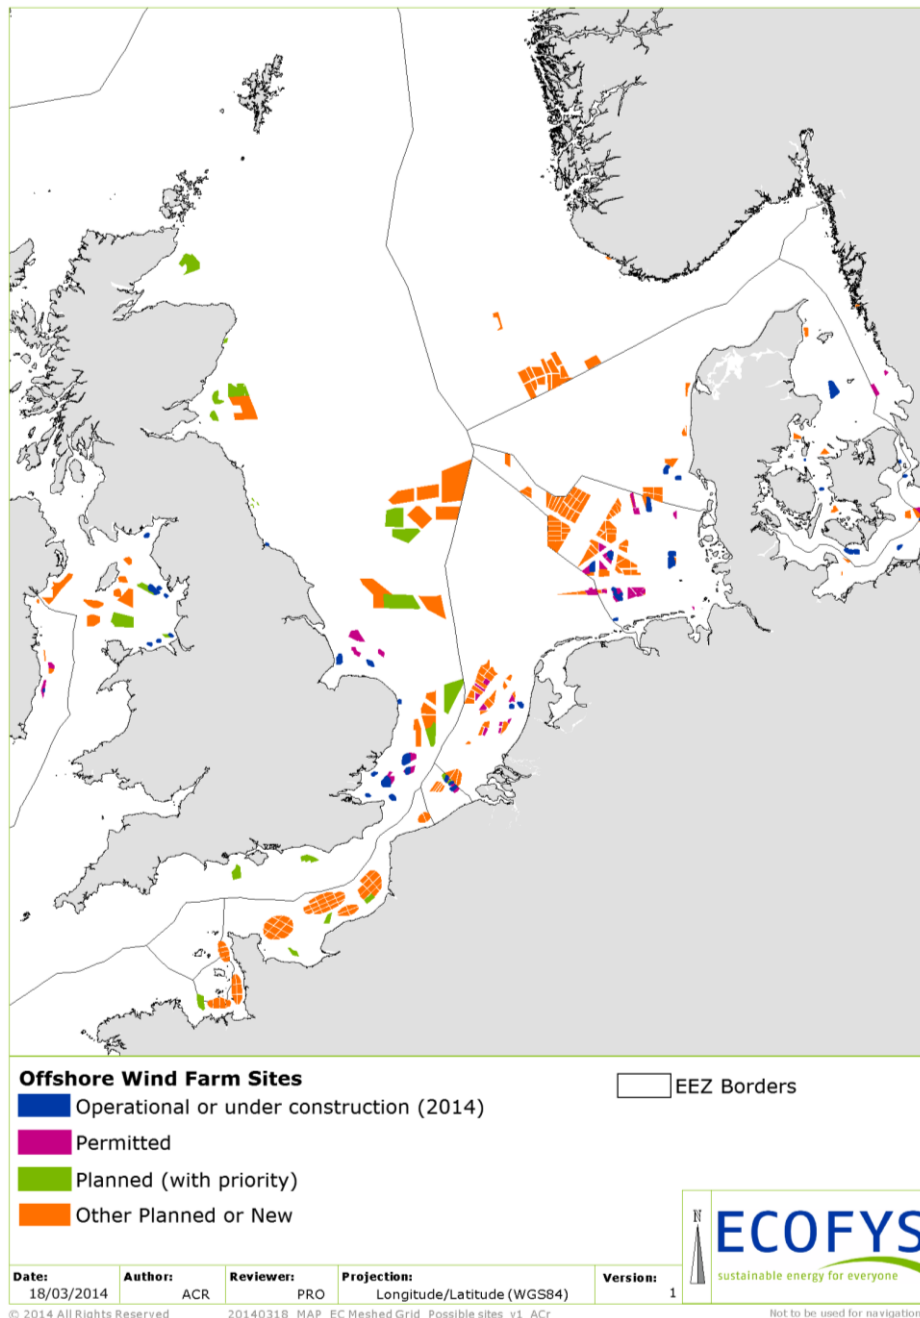 Offshore Wind Farm Sites
EEZ Borders
Operational or under construction (2014)
Permitted
Planned (with priority)
Other Planned or New
N
ECOFYS
sustainable energy for everyone
Date: Author: Reviewer: Projection: Version:
18/03/2014 ACR PRO Longitude/Latitude (WGS84) 1
© 2014 All Rights Reserved 20140318_MAP_EC Meshed Grid_Possible sites_v1_ACr Not to be used for navigation